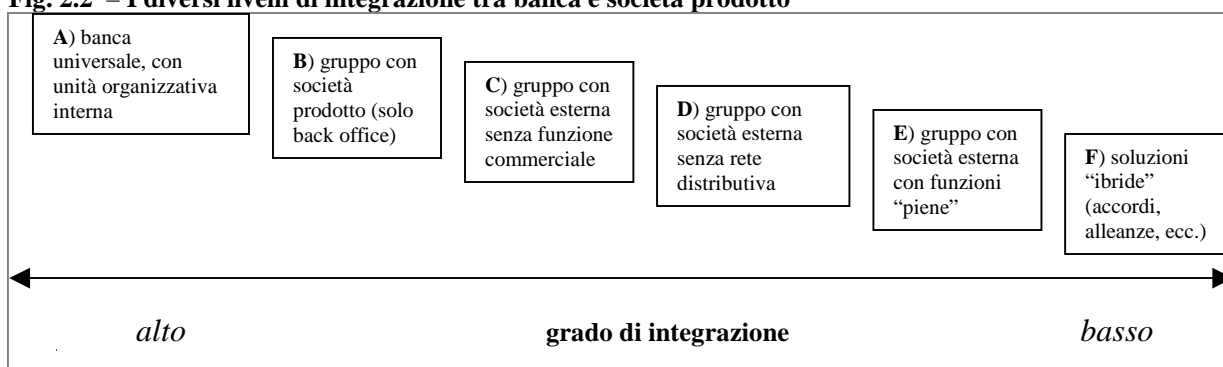 Fig. 2.2 – I diversi livelli di integrazione tra banca e società prodotto
A) banca
universale, con
unità organizzativa
interna
B) gruppo con
società
prodotto (solo
back office)
C) gruppo con
società esterna
senza funzione
commerciale
D) gruppo con
società esterna
senza rete
distributiva
E) gruppo con
società esterna
con funzioni
“piene”
F) soluzioni
“ibride”
(accordi,
alleanze, ecc.)
alto grado di integrazione basso